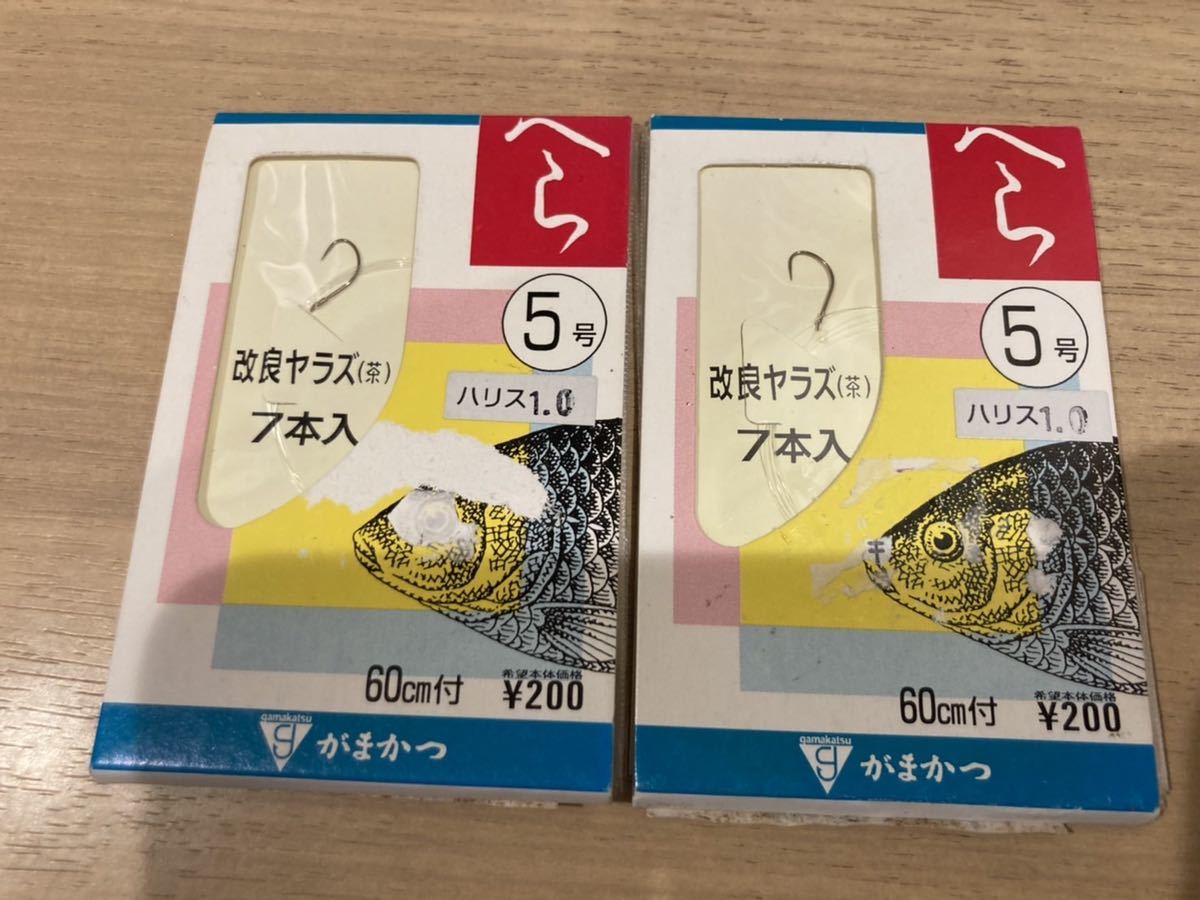 へら
5号
改良ヤラズ(茶)
ハリス1.0
7本入
60cm付
希望本体価格
¥200
gamakatsu
がまかつ
へら
5号
改良ヤラズ(茶)
ハリス1.0
7本入
キ
60cm付
希望本体価格
¥200
gamakatsu
がまかつ